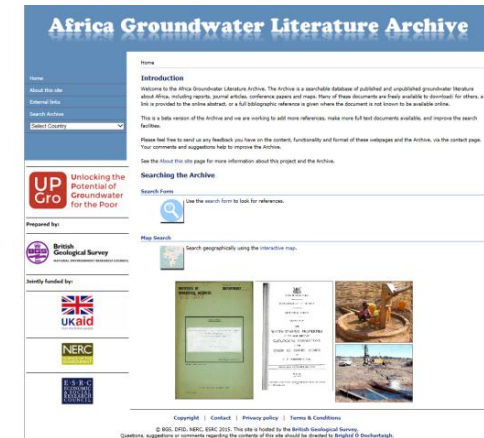 Africa Groundwater Literature Archive
Home
About this site
External links
Search Archive
Select Country
UP
Gro
Unlocking the
Potential of
Groundwater
for the Poor
Prepared by:
British
Geological Survey
NATURAL ENVIRONMENT RESEARCH COUNCIL
Jointly funded by:
UKaid
NERC
E·S·R·C
ECONOMIC
& SOCIAL
RESEARCH
COUNCIL
Home
Introduction
Welcome to the Africa Groundwater Literature Archive. The Archive is a searchable database of published and unpublished groundwater literature
about Africa, including reports, journal articles, conference papers and maps. Many of these documents are freely available to download: for others, a
link is provided to the online abstract, or a full bibliographic reference is given where the document is not known to be available online.
This is a beta version of the Archive and we are working to add more references, make more full text documents available, and improve the search
facilities.
Please feel free to send us any feedback you have on the content, functionality and format of these webpages and the Archive, via the contact page.
Your comments and suggestions help to improve the Archive.
See the About this site page for more information about this project and the Archive.
Searching the Archive
Search Form
Use the search form to look for references.
Map Search
Search geographically using the interactive map.
Copyright | Contact | Privacy policy | Terms & Conditions
© BGS, DFID, NERC, ESRC 2015. This site is hosted by the British Geological Survey.
Questions, suggestions or comments regarding the contents of this site should be directed to Brighid Ó Dochartaigh.